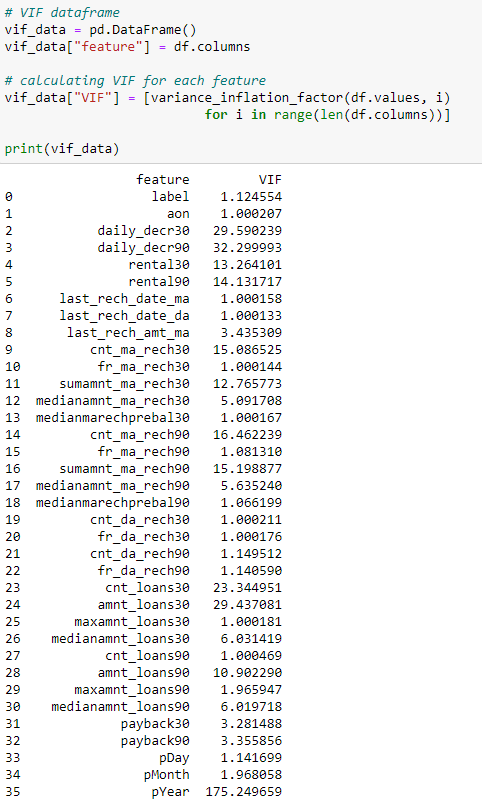 # VIF dataframe
vif_data = pd.DataFrame()
vif_data["feature"] = df.columns
# calculating VIF for each feature
vif_data["VIF"] = [variance_inflation_factor(df.values, i)
for i in range(len(df.columns))]
print(vif_data)
feature VIF
0 label 1.124554
1 aon 1.000207
2 daily_decr30 29.590239
3 daily_decr90 32.299993
4 rental30 13.264101
5 rental90 14.131717
6 last_rech_date_ma 1.000158
7 last_rech_date_da 1.000133
8 last_rech_amt_ma 3.435309
9 cnt_ma_rech30 15.086525
10 fr_ma_rech30 1.000144
11 sumamnt_ma_rech30 12.765773
12 medianamnt_ma_rech30 5.091708
13 medianmarechprebal30 1.000167
14 cnt_ma_rech90 16.462239
15 fr_ma_rech90 1.081310
16 sumamnt_ma_rech90 15.198877
17 medianamnt_ma_rech90 5.635240
18 medianmarechprebal90 1.066199
19 cnt_da_rech30 1.000211
20 fr_da_rech30 1.000176
21 cnt_da_rech90 1.149512
22 fr_da_rech90 1.140590
23 cnt_loans30 23.344951
24 amnt_loans30 29.437081
25 maxamnt_loans30 1.000181
26 medianamnt_loans30 6.031419
27 cnt_loans90 1.000469
28 amnt_loans90 10.902290
29 maxamnt_loans90 1.965947
30 medianamnt_loans90 6.019718
31 payback30 3.281488
32 payback90 3.355856
33 pDay 1.141699
34 pMonth 1.968058
35 pYear 175.249659